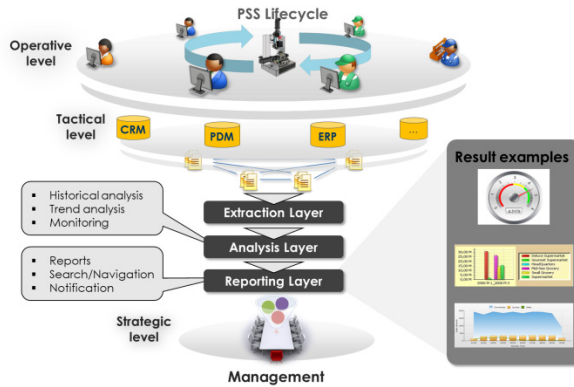 PSS Lifecycle
Operative
level
Tactical
level
CRM
PDM
ERP
...
Result examples
▪ Historical analysis
▪ Trend analysis
▪ Monitoring
Extraction Layer
Analysis Layer
▪ Reports
▪ Search/Navigation
▪ Notification
Reporting Layer
Strategic
level
Management